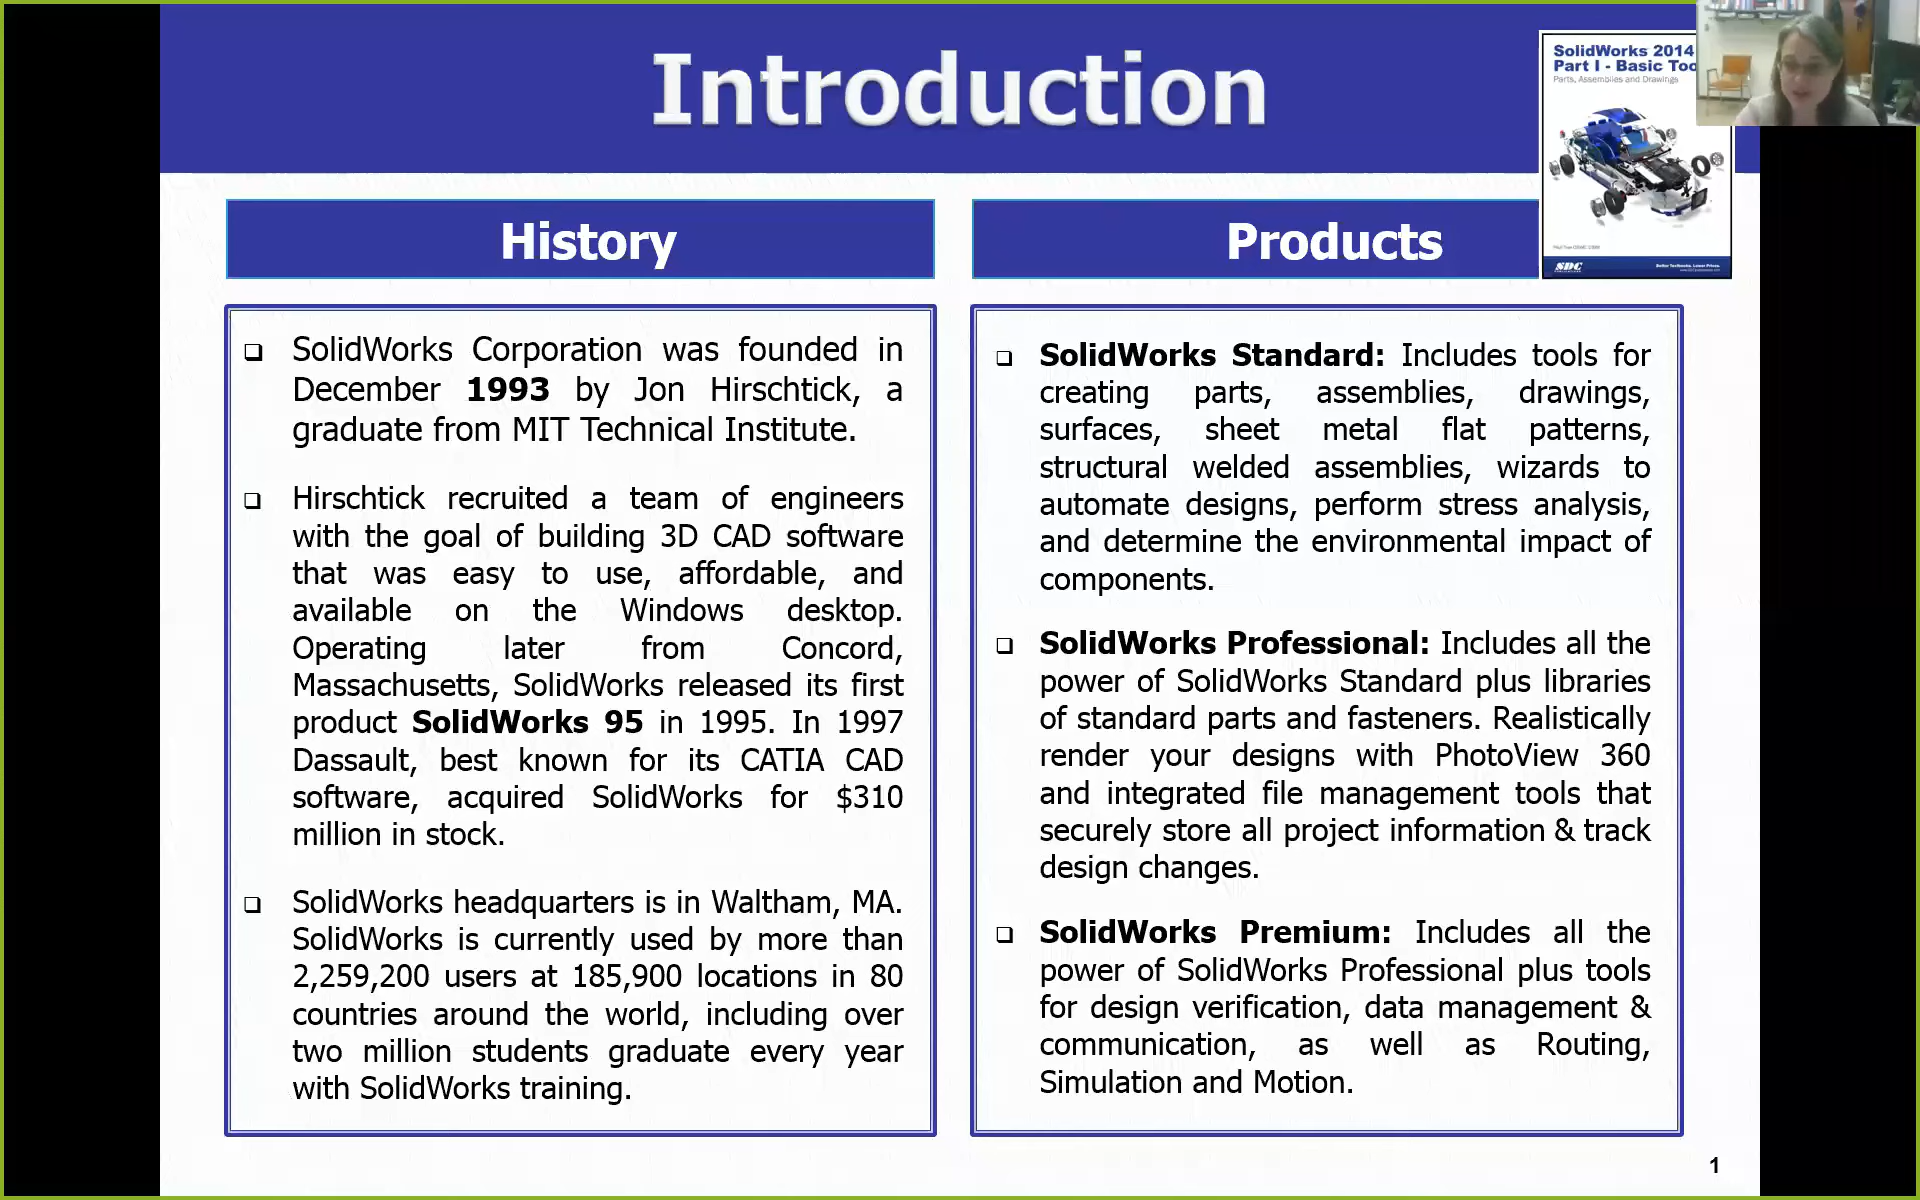 Introduction
SolidWorks 2014
Part I - Basic Too
Parts, Assemblies and Drawings
SDC
Better Textbooks. Lower Prices.
History
SolidWorks Corporation was founded in
December 1993 by Jon Hirschtick, a
graduate from MIT Technical Institute.
Hirschtick recruited a team of engineers
with the goal of building 3D CAD software
that was easy to use, affordable, and
available on the Windows desktop.
Operating later from Concord,
Massachusetts, SolidWorks released its first
product SolidWorks 95 in 1995. In 1997
Dassault, best known for its CATIA CAD
software, acquired SolidWorks for $310
million in stock.
SolidWorks headquarters is in Waltham, MA.
SolidWorks is currently used by more than
2,259,200 users at 185,900 locations in 80
countries around the world, including over
two million students graduate every year
with SolidWorks training.
Products
SolidWorks Standard: Includes tools for
creating parts, assemblies, drawings,
surfaces, sheet metal flat patterns,
structural welded assemblies, wizards to
automate designs, perform stress analysis,
and determine the environmental impact of
components.
SolidWorks Professional: Includes all the
power of SolidWorks Standard plus libraries
of standard parts and fasteners. Realistically
render your designs with PhotoView 360
and integrated file management tools that
securely store all project information & track
design changes.
SolidWorks Premium: Includes all the
power of SolidWorks Professional plus tools
for design verification, data management &
communication, as well as Routing,
Simulation and Motion.
1